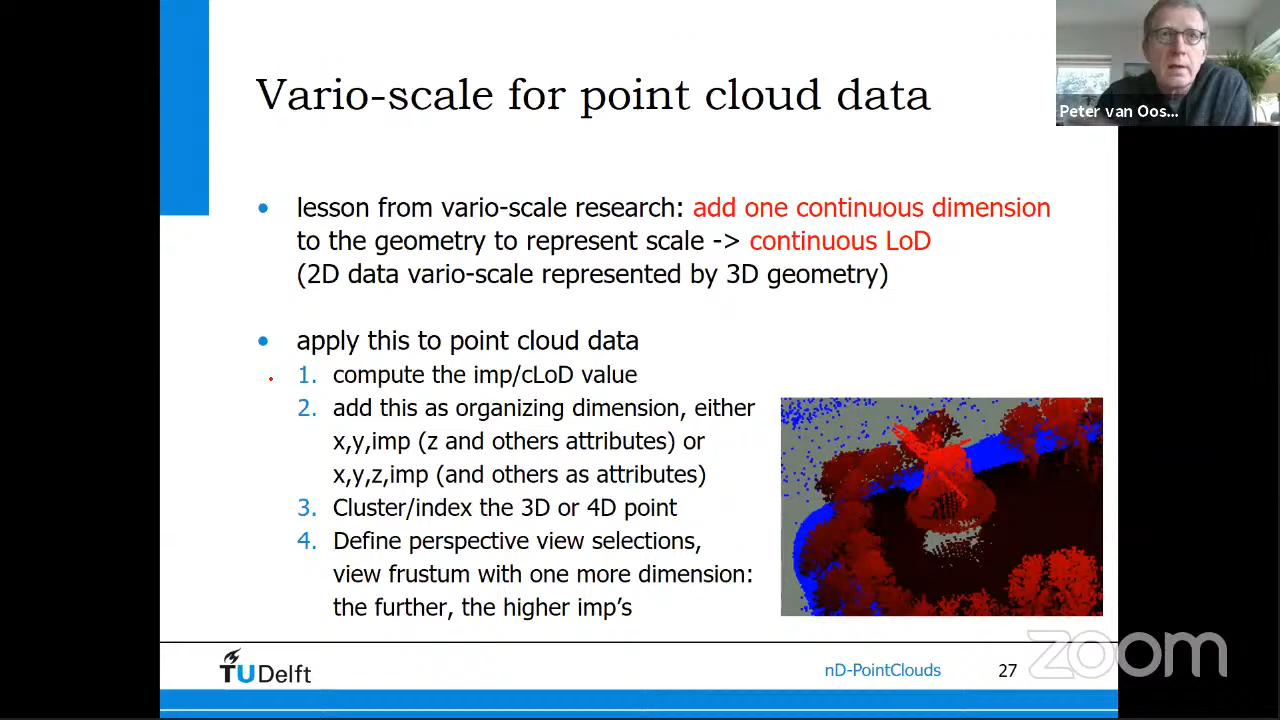 Vario-scale for point cloud data
Peter van Oos...
• lesson from vario-scale research: add one continuous dimension
to the geometry to represent scale -> continuous LoD
(2D data vario-scale represented by 3D geometry)
• apply this to point cloud data
1. compute the imp/cLoD value
2. add this as organizing dimension, either
x,y,imp (z and others attributes) or
x,y,z,imp (and others as attributes)
3. Cluster/index the 3D or 4D point
4. Define perspective view selections,
view frustum with one more dimension:
the further, the higher imp's
TUDelft
nD-PointClouds
27
zoom